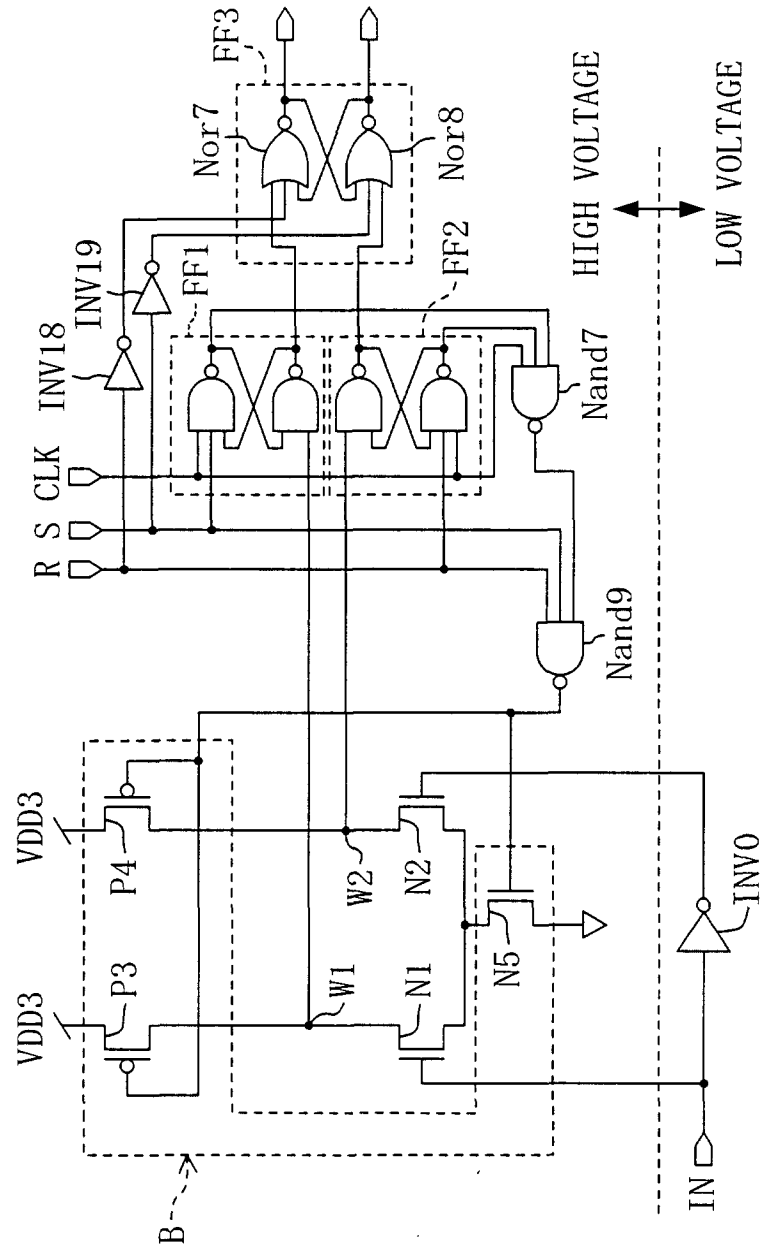 R
S
CLK
INV18
INV19
Nor7
FF3
FF1
Nor8
FF2
VDD3
VDD3
P3
P4
W1
W2
N1
N2
N5
B
Nand7
Nand9
HIGH VOLTAGE
LOW VOLTAGE
IN
INV0